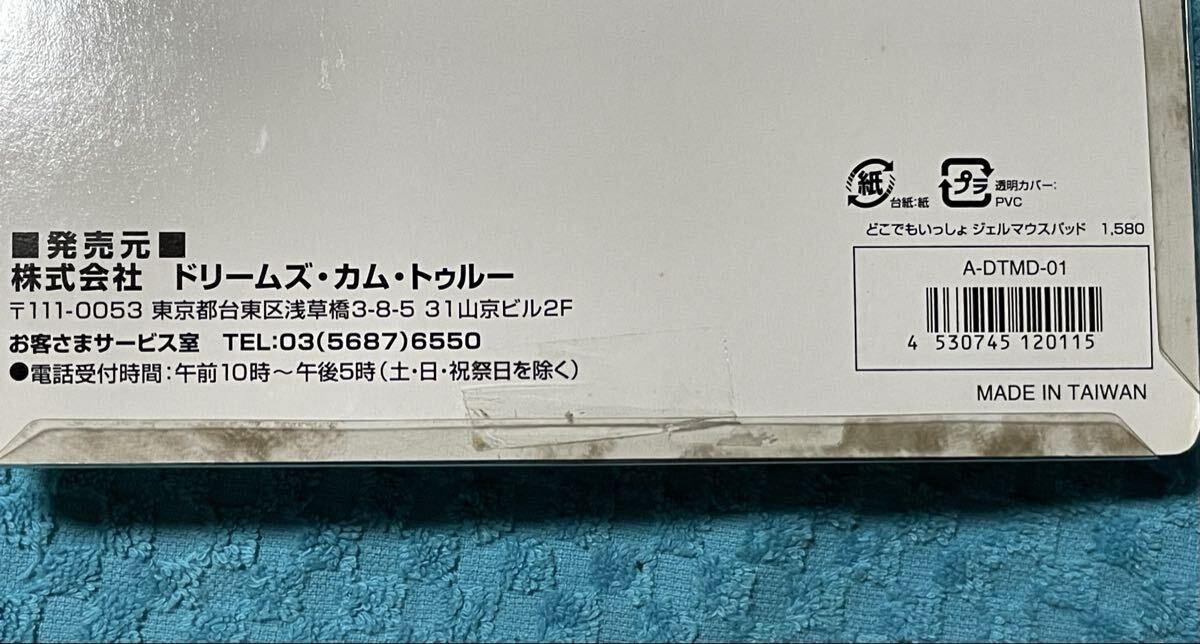 ■発売元■
株式会社 ドリームズ・カム・トゥルー
〒111-0053 東京都台東区浅草橋3-8-5 31山京ビル2F
お客さまサービス室 TEL:03(5687)6550
●電話受付時間:午前10時〜午後5時(土・日・祝祭日を除く)
紙
台紙:紙
プラ
透明カバー:
PVC
どこでもいっしょ ジェルマウスパッド 1,580
A-DTMD-01
4 530745 120115
MADE IN TAIWAN